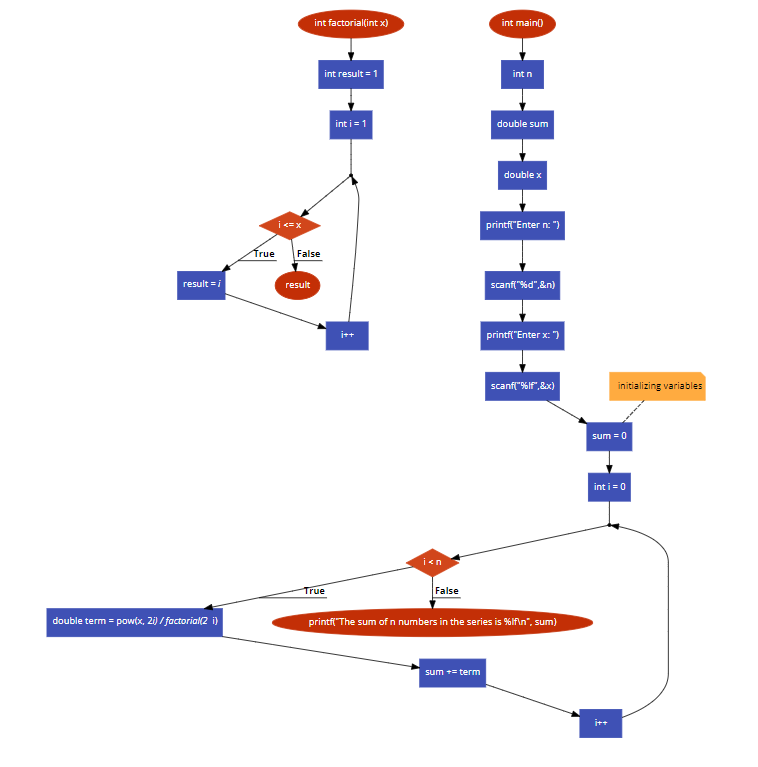 int factorial(int x)
int result = 1
int i = 1
i <= x
True
False
result = i
result
i++
int main()
int n
double sum
double x
printf("Enter n: ")
scanf("%d",&n)
printf("Enter x: ")
scanf("%lf",&x)
initializing variables
sum = 0
int i = 0
i < n
True
False
double term = pow(x, 2i) / factorial(2 i)
printf("The sum of n numbers in the series is %lf\n", sum)
sum += term
i++